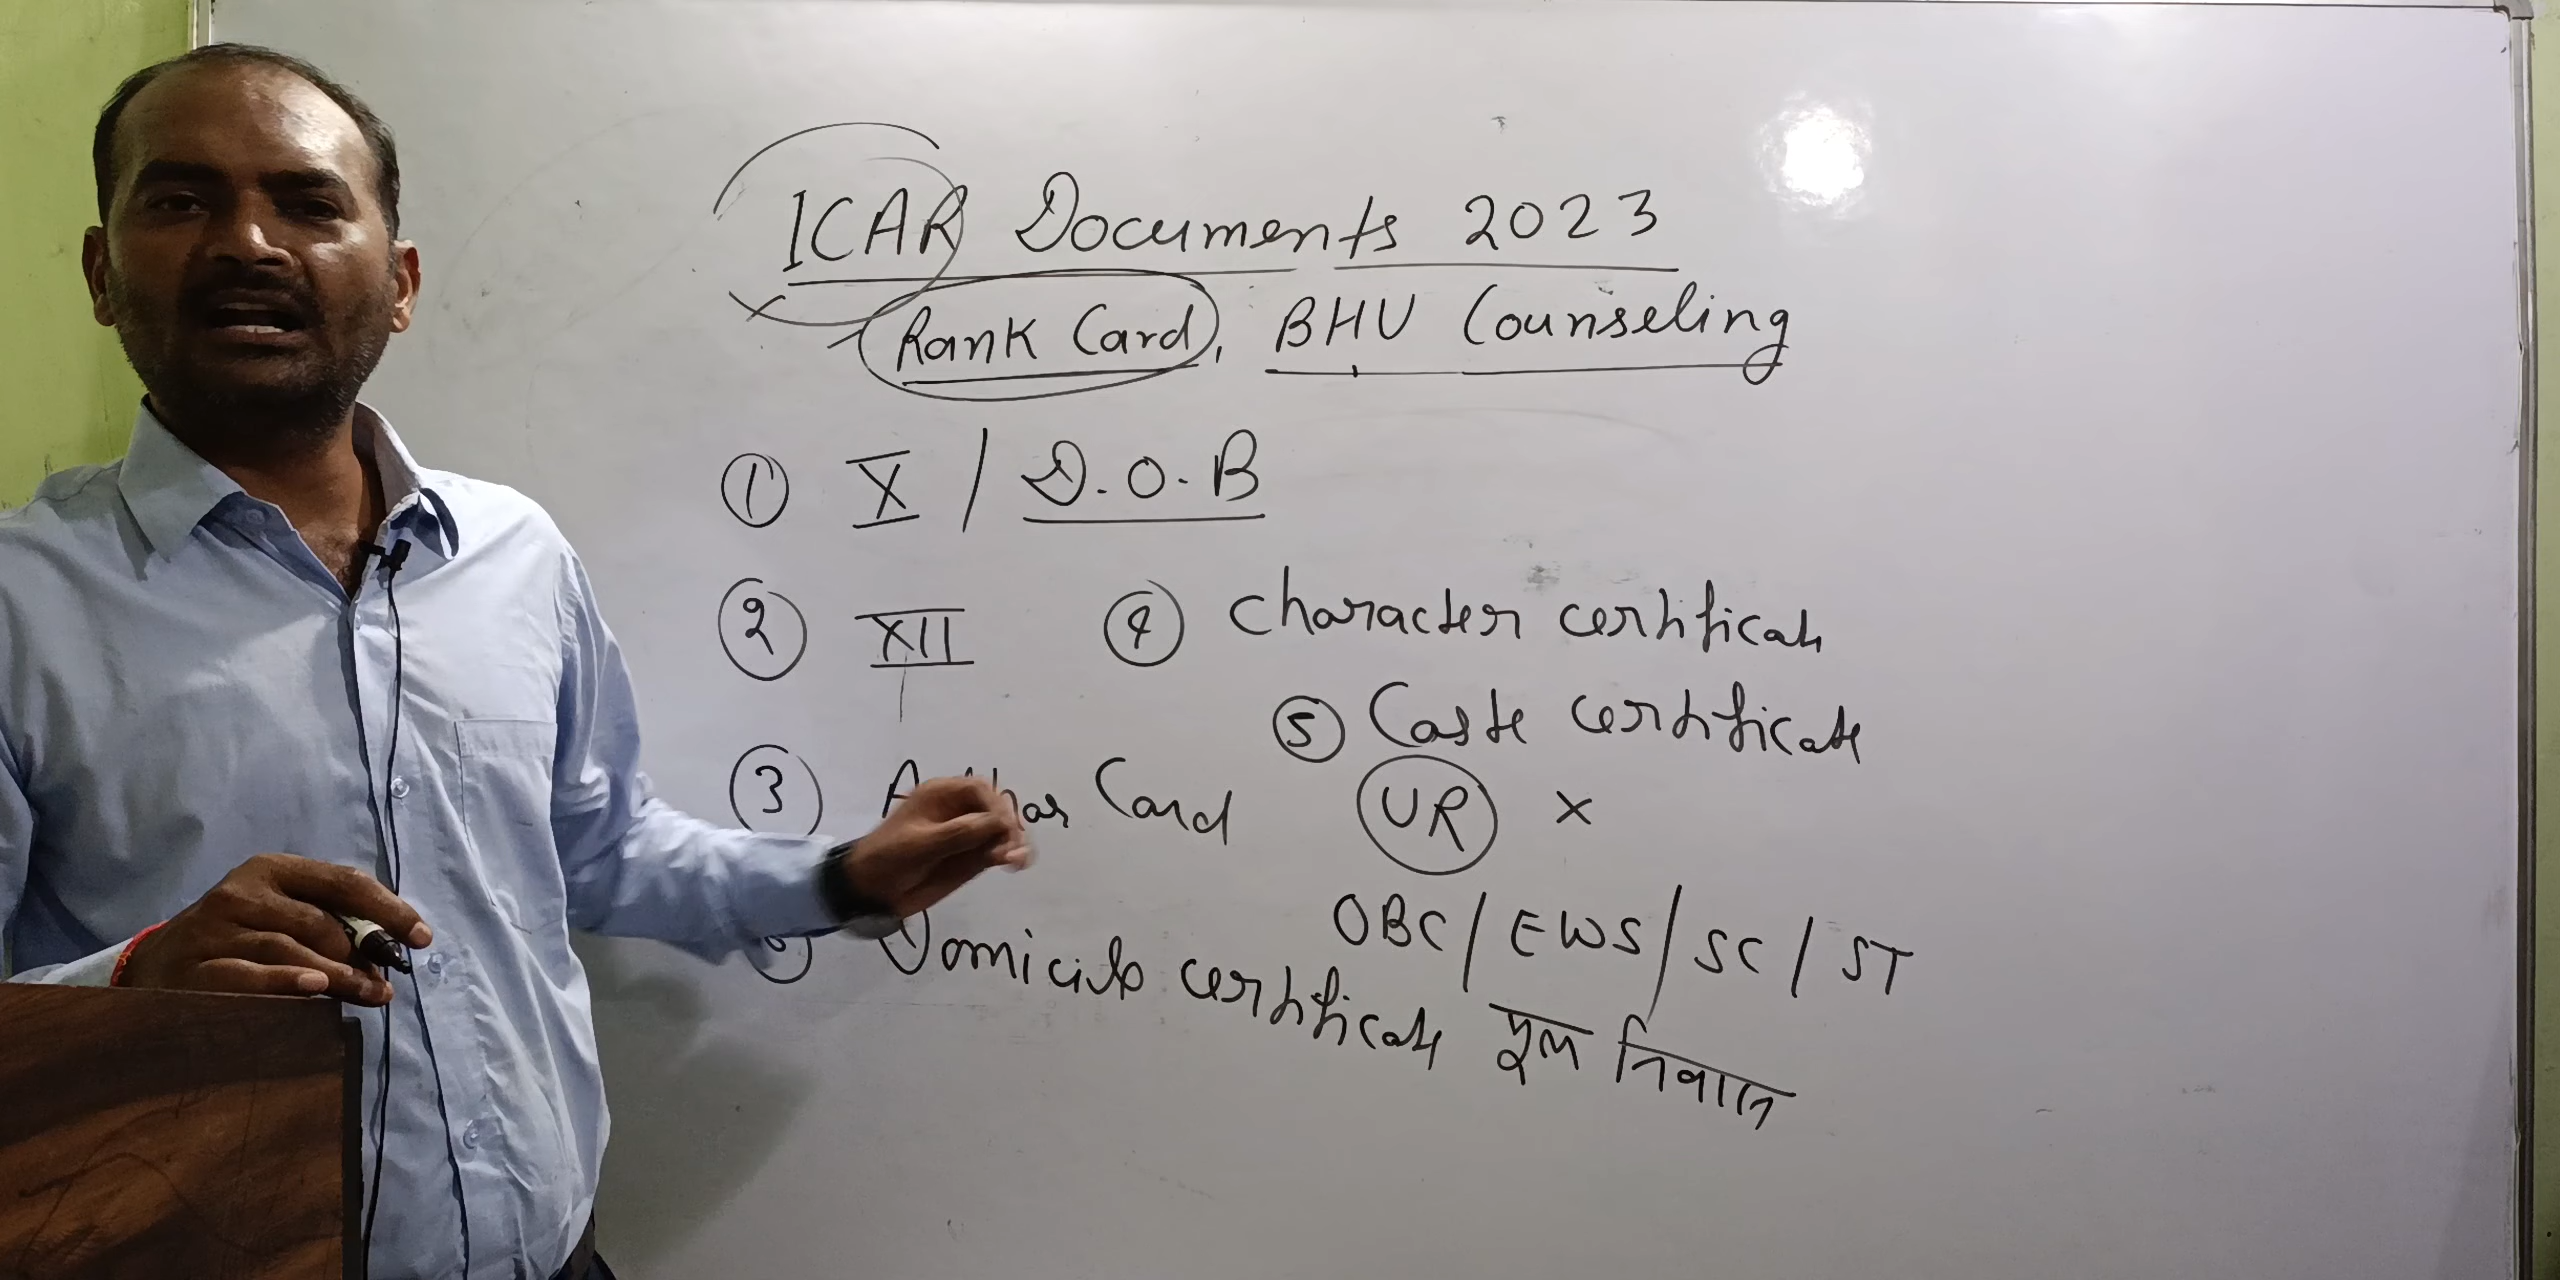 ICAR Documents 2023
Rank Card, BHU Counseling
① X / D.O.B
② XII
④ Character certificate
⑤ Caste certificate
③ Card
UR ×
OBC / EWS / SC / ST
Domicile certificate मूल निवास